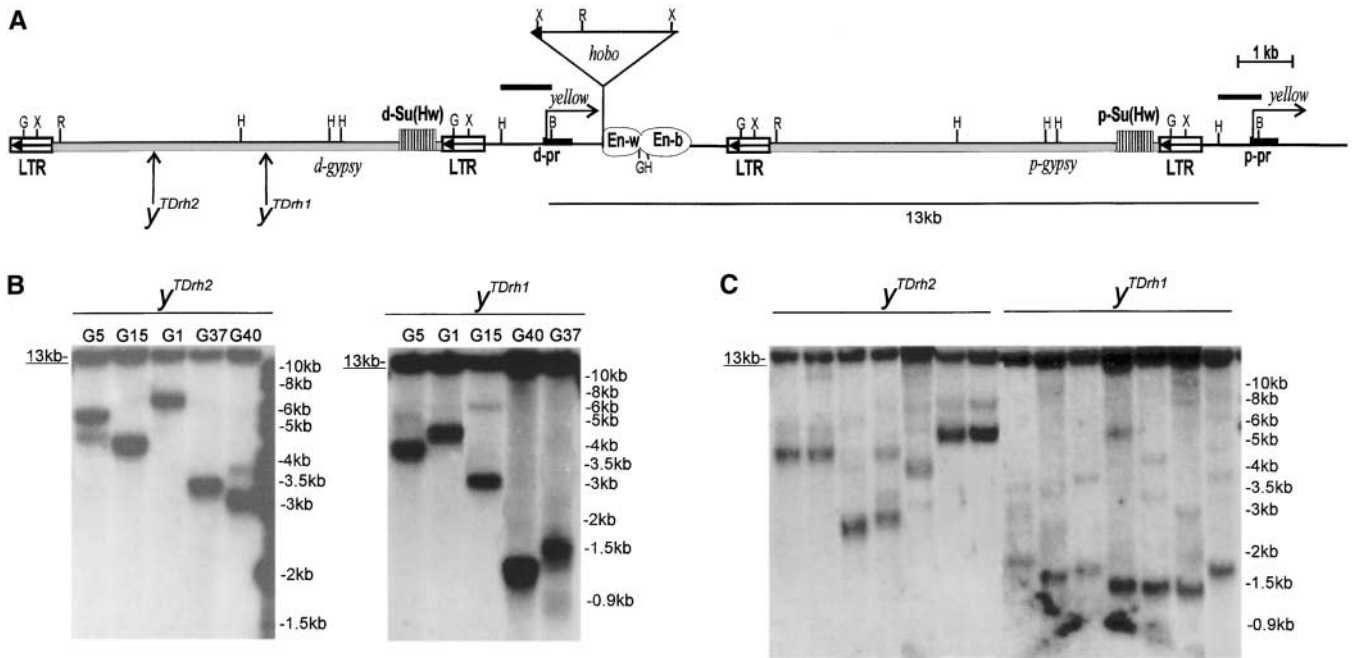 A
X R X
hobo
1 kb
G X R H H H d-Su(Hw) G X H yellow B En-w En-b G X R H H H p-Su(Hw) G X H yellow B
LTR d-gypsy LTR d-pr GH LTR p-gypsy LTR p-pr
y^TDrh2 y^TDrh1
13kb
B
y^TDrh2
G5 G15 G1 G37 G40
13kb-
-10kb
-8kb
-6kb
-5kb
-4kb
-3.5kb
-3kb
-2kb
-1.5kb
y^TDrh1
G5 G1 G15 G40 G37
13kb-
-10kb
-8kb
-6kb
-5kb
-4kb
-3.5kb
-3kb
-2kb
-1.5kb
-0.9kb
C
y^TDrh2 y^TDrh1
13kb-
-10kb
-8kb
-6kb
-5kb
-4kb
-3.5kb
-3kb
-2kb
-1.5kb
-0.9kb